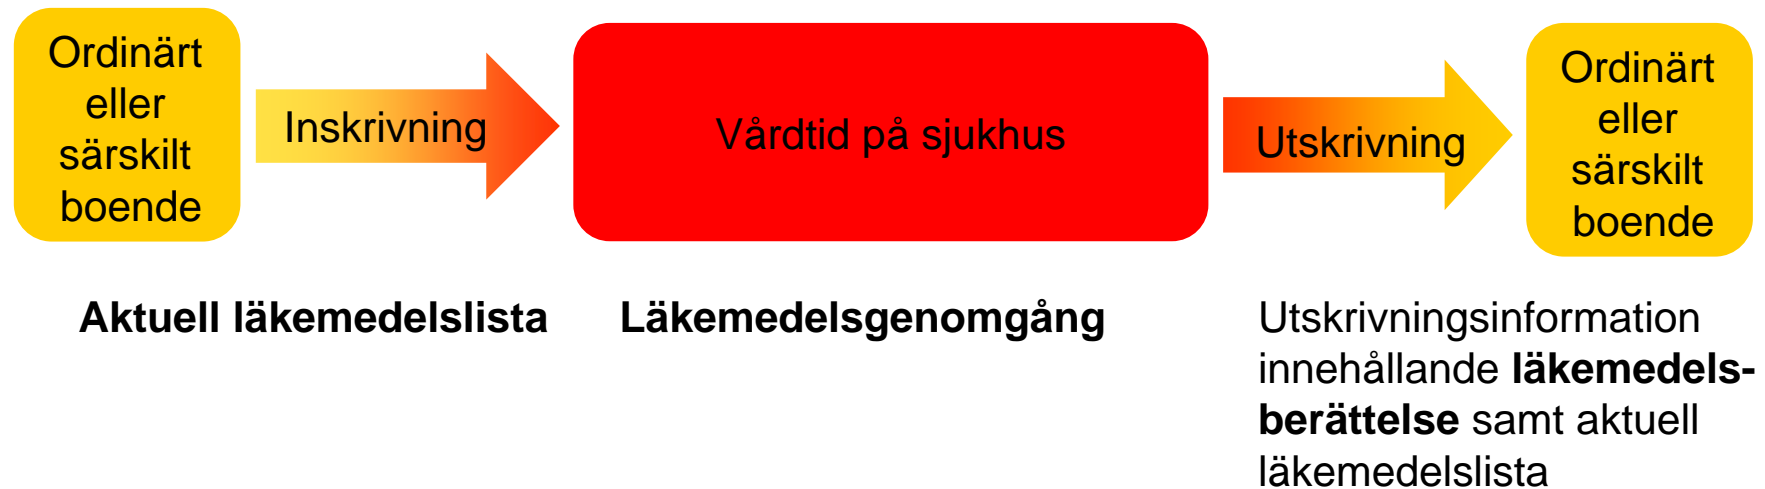 Ordinärt
eller
särskilt
boende
Inskrivning
Vårdtid på sjukhus
Utskrivning
Ordinärt
eller
särskilt
boende
Aktuell läkemedelslista
Läkemedelsgenomgång
Utskrivningsinformation
innehållande läkemedels-
berättelse samt aktuell
läkemedelslista